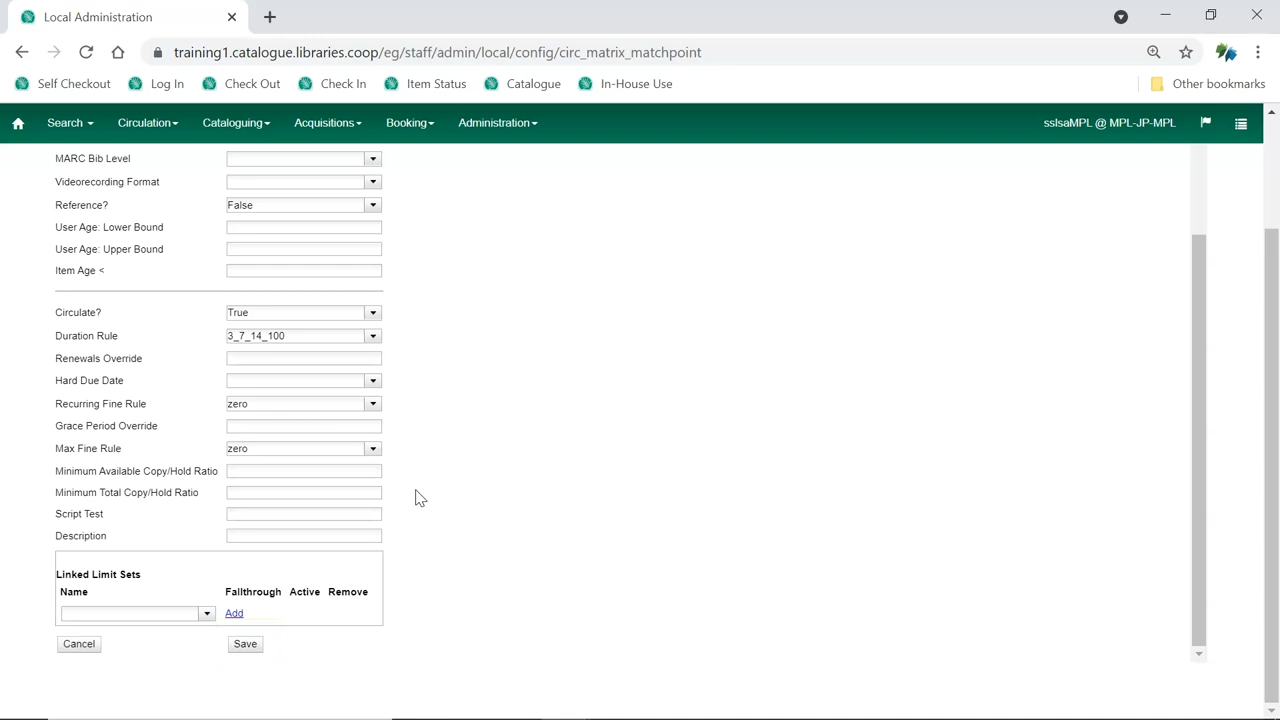 Local Administration
training1.catalogue.libraries.coop/eg/staff/admin/local/config/circ_matrix_matchpoint
Self Checkout Log In Check Out Check In Item Status Catalogue In-House Use Other bookmarks
Search Circulation Cataloguing Acquisitions Booking Administration sslsaMPL @ MPL-JP-MPL
MARC Bib Level
Videorecording Format
Reference? False
User Age: Lower Bound
User Age: Upper Bound
Item Age <
Circulate? True
Duration Rule 3_7_14_100
Renewals Override
Hard Due Date
Recurring Fine Rule zero
Grace Period Override
Max Fine Rule zero
Minimum Available Copy/Hold Ratio
Minimum Total Copy/Hold Ratio
Script Test
Description
Linked Limit Sets
Name Fallthrough Active Remove
Add
Cancel Save